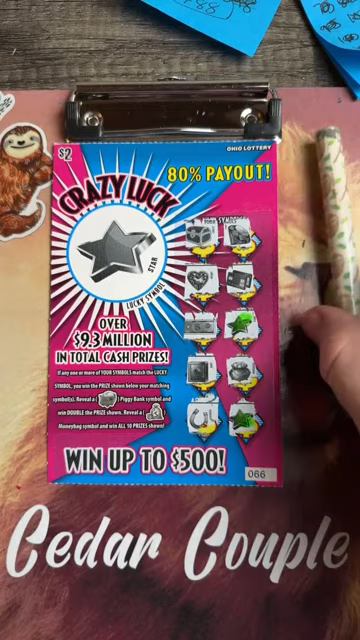 $2
OHIO LOTTERY
80% PAYOUT!
CRAZY LUCK
STAR
LUCKY SYMBOL
OVER
$9.3 MILLION
IN TOTAL CASH PRIZES!
If any one or more of YOUR SYMBOLS match the LUCKY
SYMBOL, you win the PRIZE shown below your matching
symbol(s). Reveal a ( ) Piggy Bank symbol and
win DOUBLE the PRIZE shown. Reveal a ( )
Moneybag symbol and win ALL 10 PRIZES shown!
WIN UP TO $500!
066
Cedar Couple